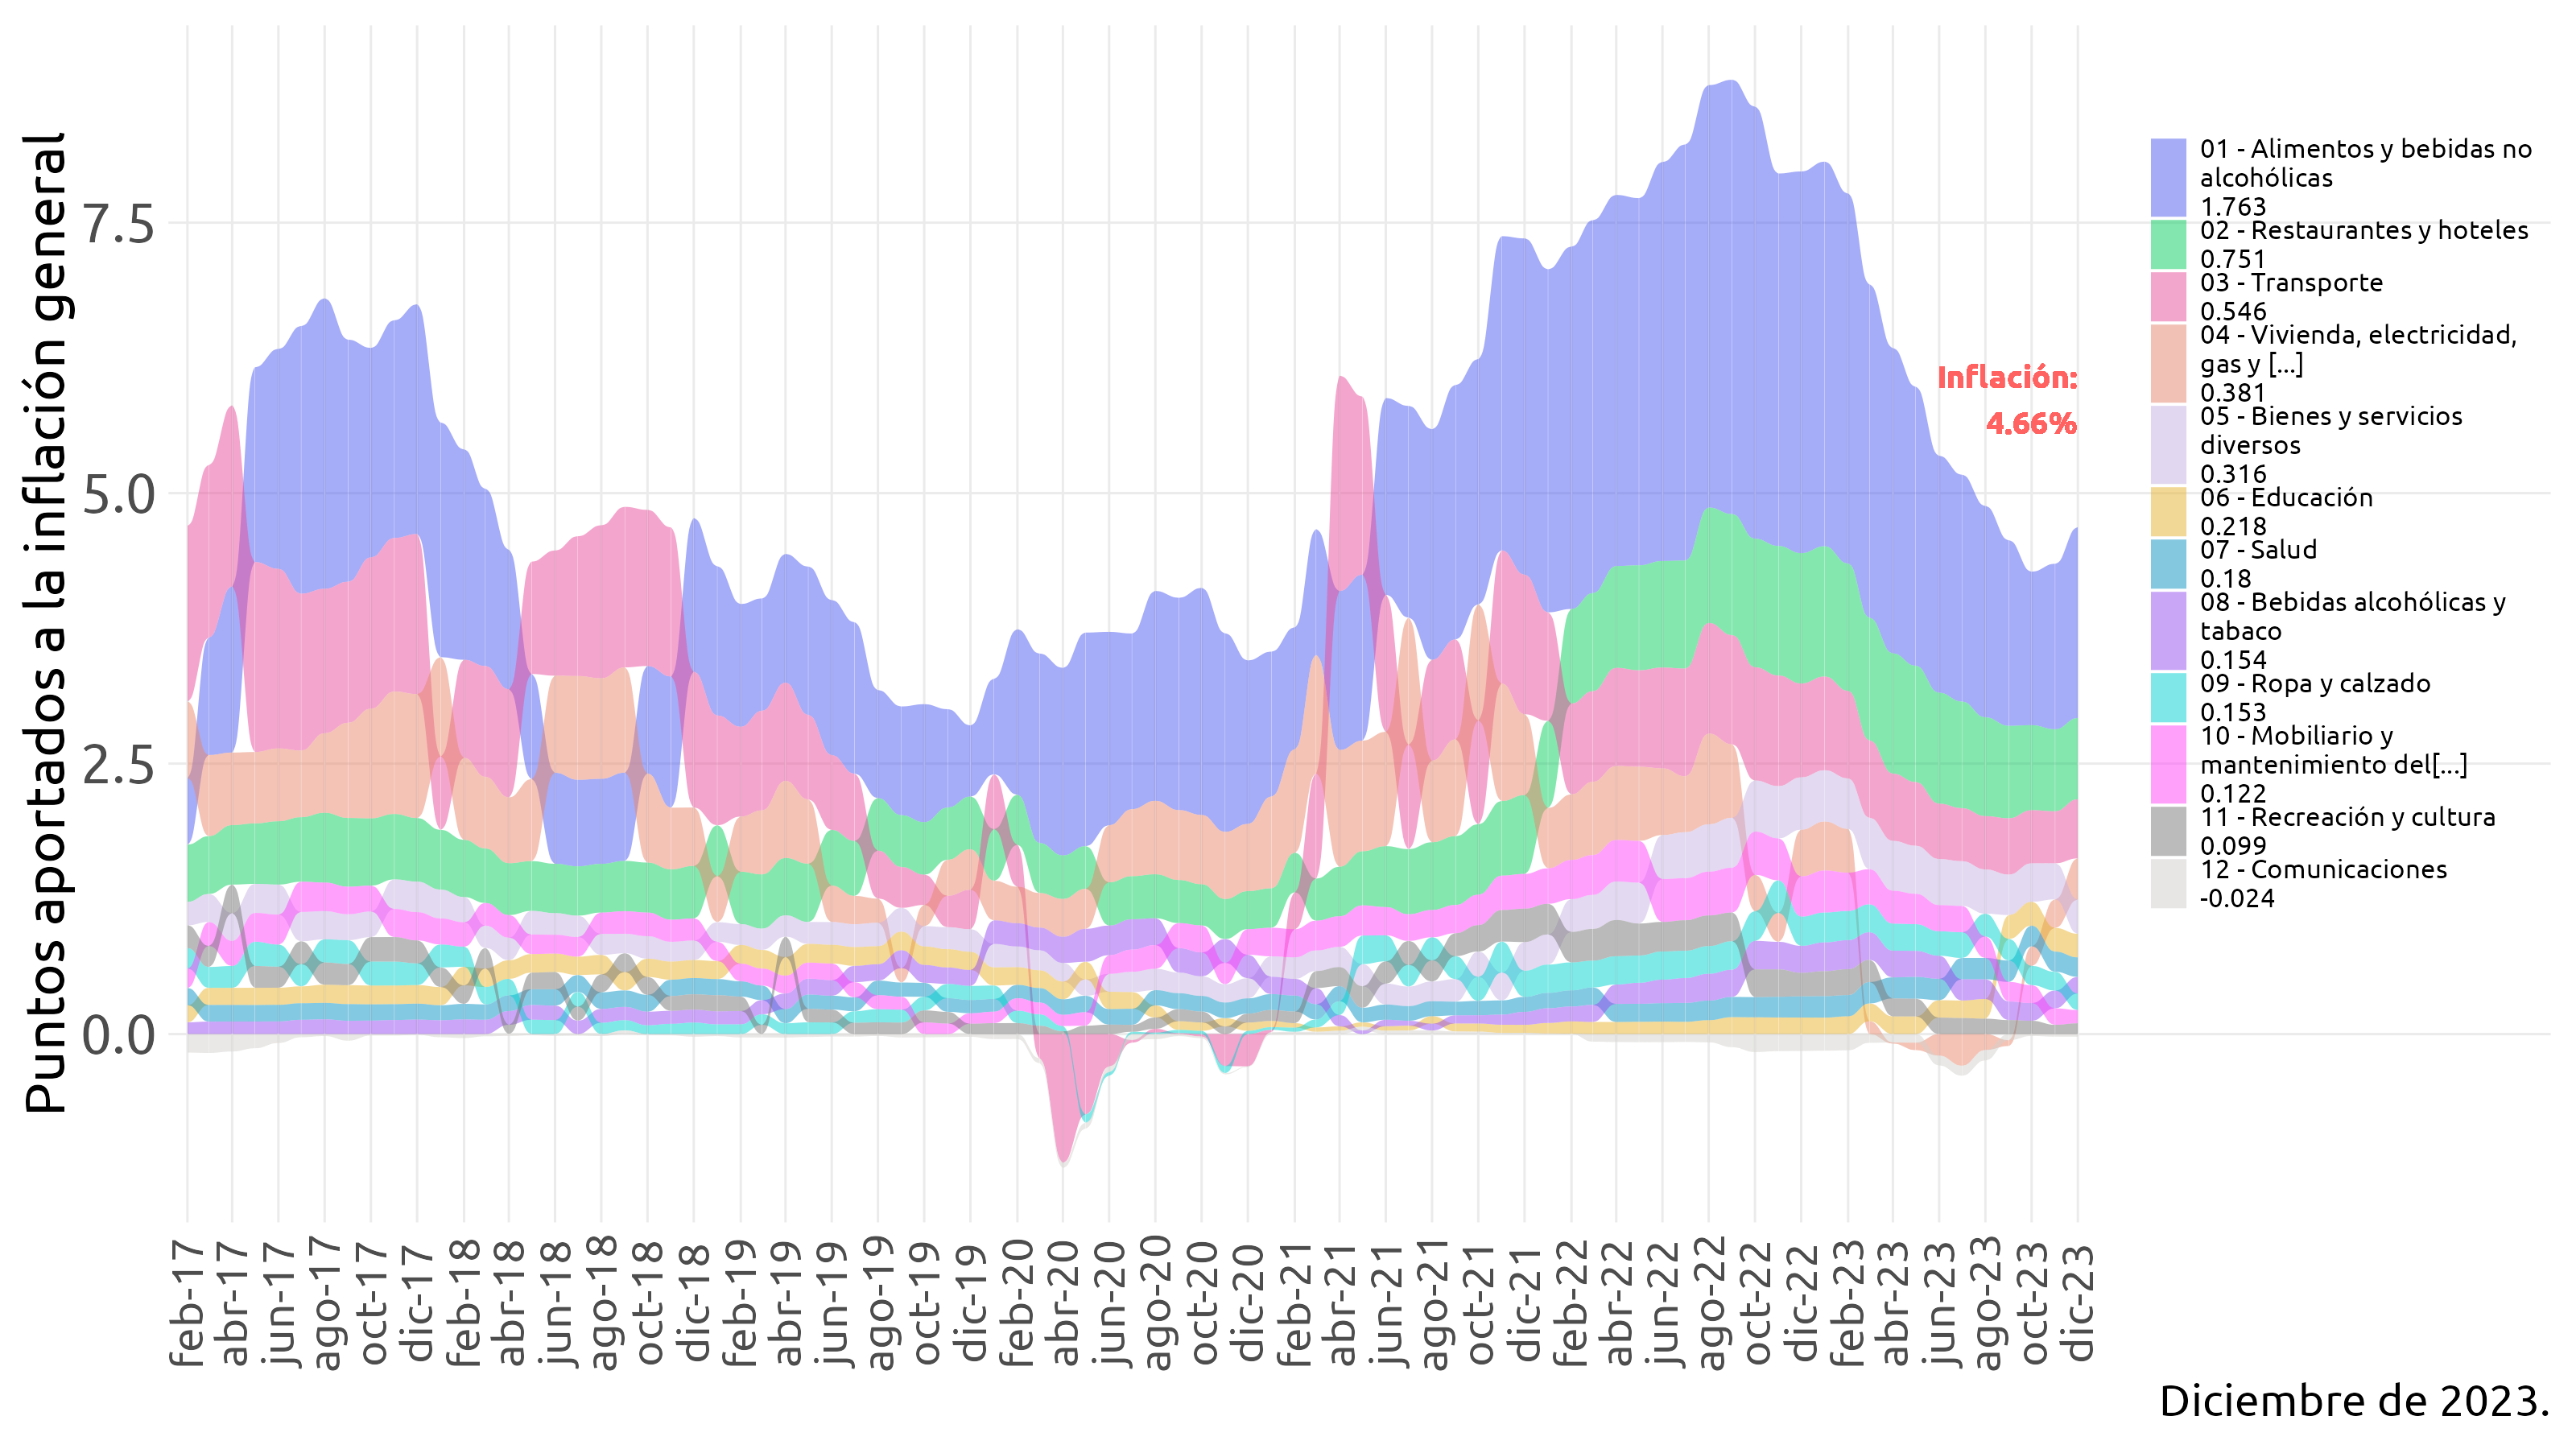 Puntos aportados a la inflación general
7.5
5.0
2.5
0.0
Inflación:
4.66%
01 - Alimentos y bebidas no
alcohólicas
1.763
02 - Restaurantes y hoteles
0.751
03 - Transporte
0.546
04 - Vivienda, electricidad,
gas y [...]
0.381
05 - Bienes y servicios
diversos
0.316
06 - Educación
0.218
07 - Salud
0.18
08 - Bebidas alcohólicas y
tabaco
0.154
09 - Ropa y calzado
0.153
10 - Mobiliario y
mantenimiento del[...]
0.122
11 - Recreación y cultura
0.099
12 - Comunicaciones
-0.024
feb-17
abr-17
jun-17
ago-17
oct-17
dic-17
feb-18
abr-18
jun-18
ago-18
oct-18
dic-18
feb-19
abr-19
jun-19
ago-19
oct-19
dic-19
feb-20
abr-20
jun-20
ago-20
oct-20
dic-20
feb-21
abr-21
jun-21
ago-21
oct-21
dic-21
feb-22
abr-22
jun-22
ago-22
oct-22
dic-22
feb-23
abr-23
jun-23
ago-23
oct-23
dic-23
Diciembre de 2023.